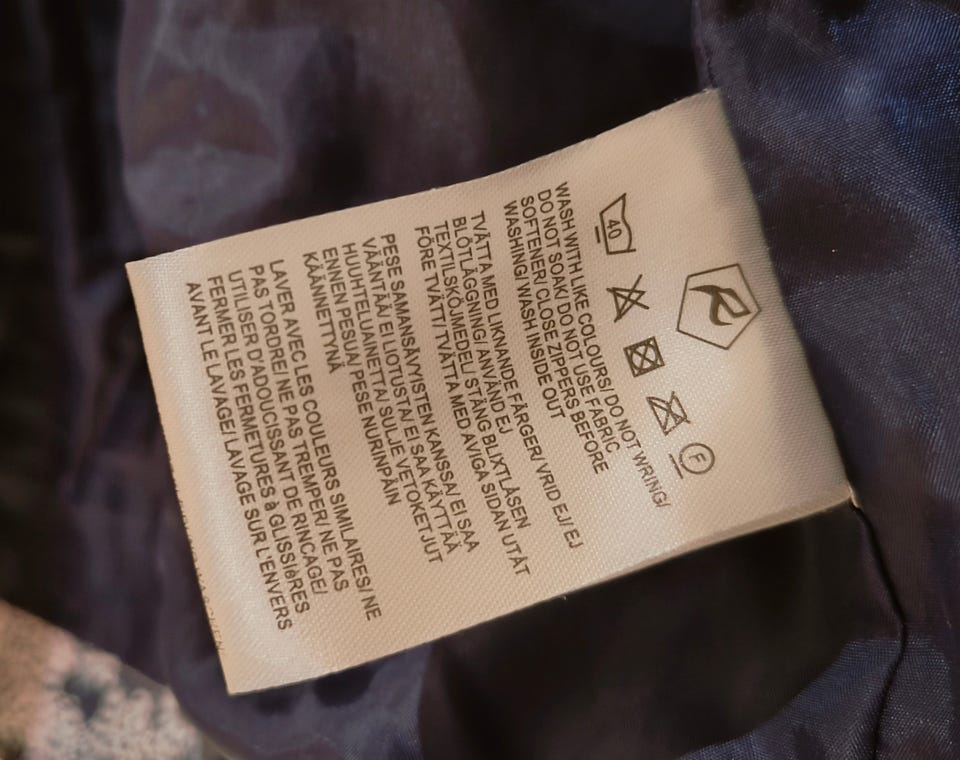 40
F
WASH WITH LIKE COLOURS/ DO NOT WRING/
DO NOT SOAK/ DO NOT USE FABRIC
SOFTENER/ CLOSE ZIPPERS BEFORE
WASHING/ WASH INSIDE OUT
TVÄTTA MED LIKNANDE FÄRGER/ VRID EJ/ EJ
BLÖTLÄGGNING/ ANVÄND EJ
TEXTILSKÖJMEDEL/ STÄNG BLIXTLÅSEN
FÖRE TVÄTT/ TVÄTTA MED AVIGA SIDAN UTÅT
PESE SAMANSÄVYISTEN KANSSA/ EI SAA
VÄÄNTÄÄ/ EI LIOTUSTA/ EI SAA KÄYTTÄÄ
HUUHTELUAINETTA/ SULJE VETOKETJUT
ENNEN PESUA/ PESE NURINPÄIN
KÄÄNNETTYNÄ
LAVER AVEC LES COULEURS SIMILAIRES/ NE
PAS TORDRE/ NE PAS TREMPER/ NE PAS
UTILISER D'ADOUCISSANT DE RINCAGE/
FERMER LES FERMETURES à GLISSIèRES
AVANT LE LAVAGE/ LAVAGE SUR L'ENVERS